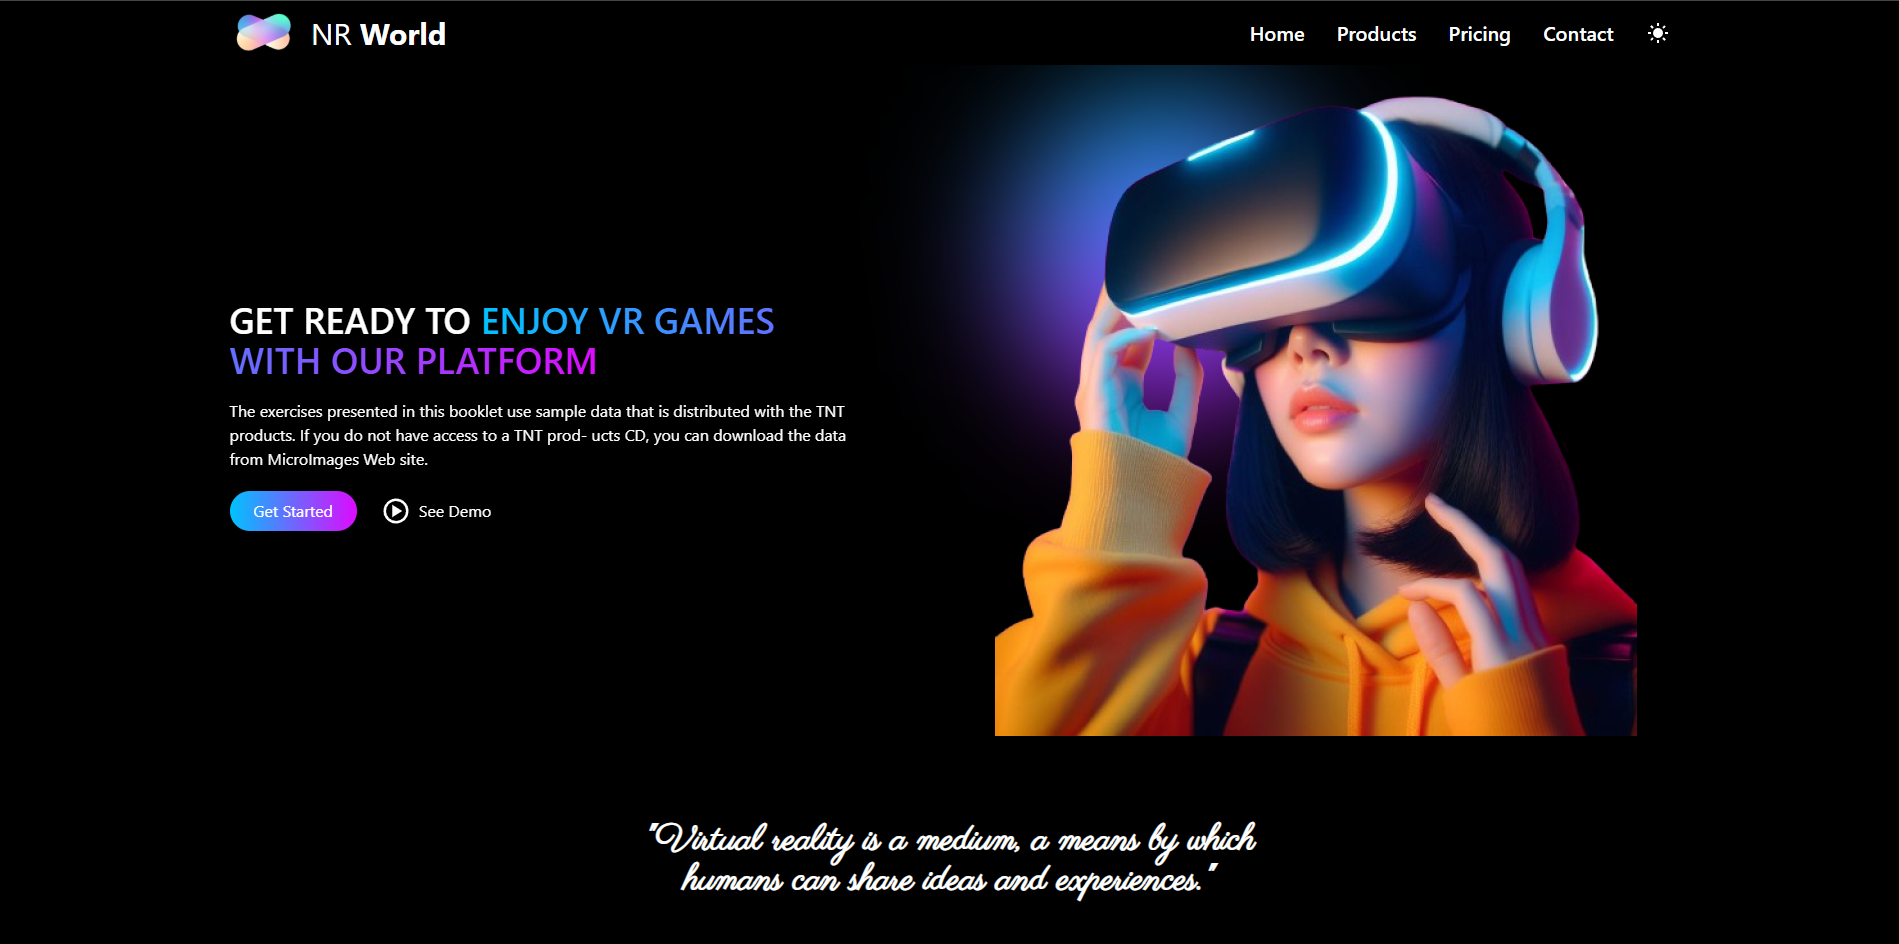 NR World
Home Products Pricing Contact
GET READY TO ENJOY VR GAMES
WITH OUR PLATFORM
The exercises presented in this booklet use sample data that is distributed with the TNT
products. If you do not have access to a TNT prod- ucts CD, you can download the data
from MicroImages Web site.
Get Started See Demo
"Virtual reality is a medium, a means by which
humans can share ideas and experiences."